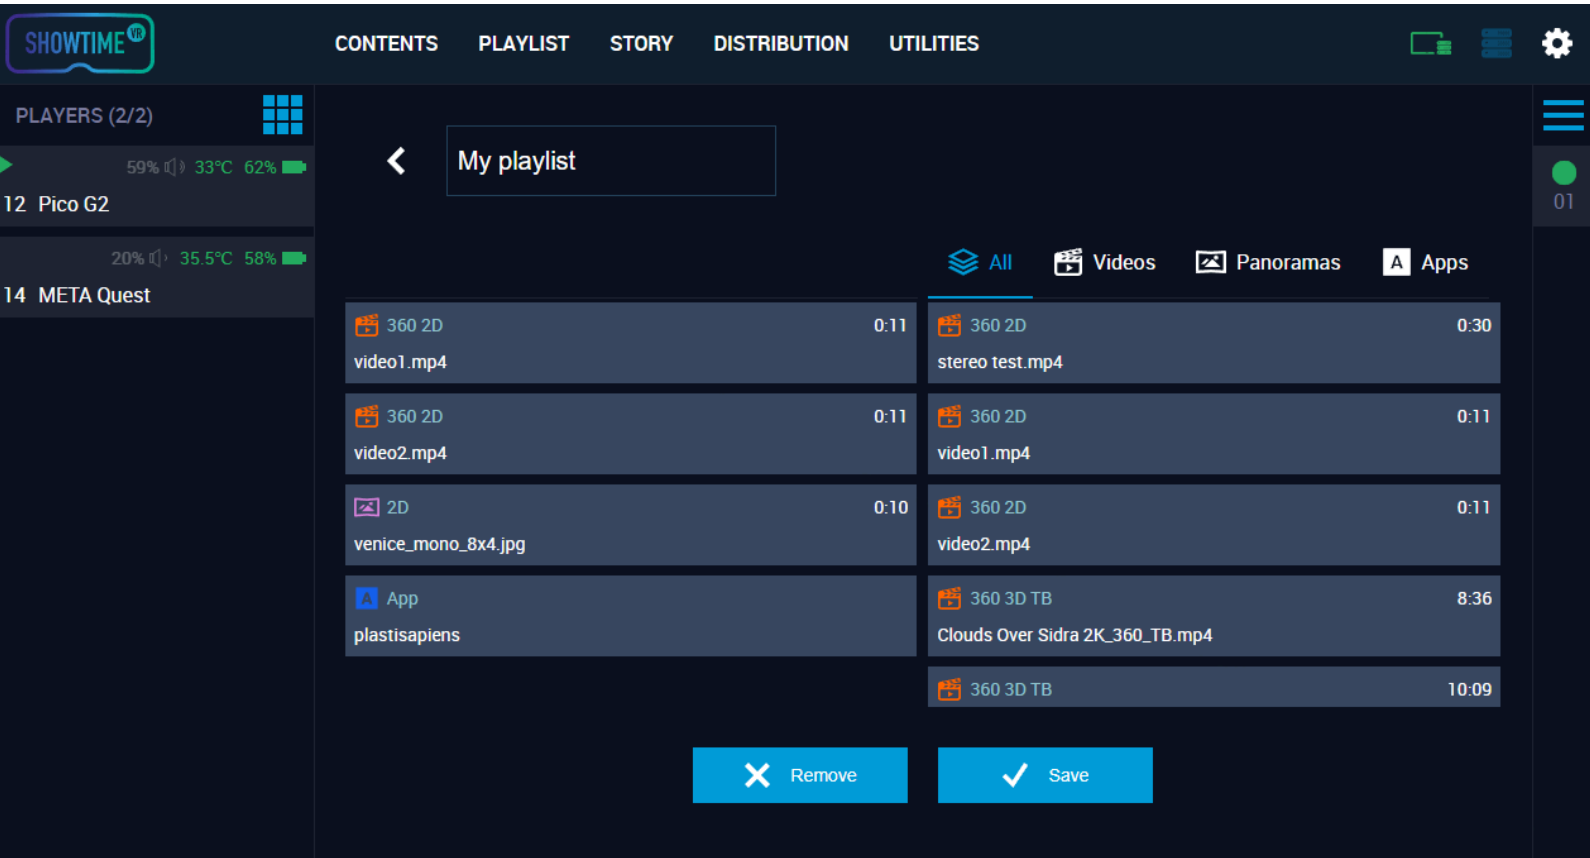 SHOWTIME VR
CONTENTS PLAYLIST STORY DISTRIBUTION UTILITIES
PLAYERS (2/2)
59% 33°C 62%
12 Pico G2
20% 35.5°C 58%
14 META Quest
My playlist
All Videos Panoramas A Apps
360 2D 0:11
video1.mp4
360 2D 0:11
video2.mp4
2D 0:10
venice_mono_8x4.jpg
A App
plastisapiens
360 2D 0:30
stereo test.mp4
360 2D 0:11
video1.mp4
360 2D 0:11
video2.mp4
360 3D TB 8:36
Clouds Over Sidra 2K_360_TB.mp4
360 3D TB 10:09
Remove Save
01